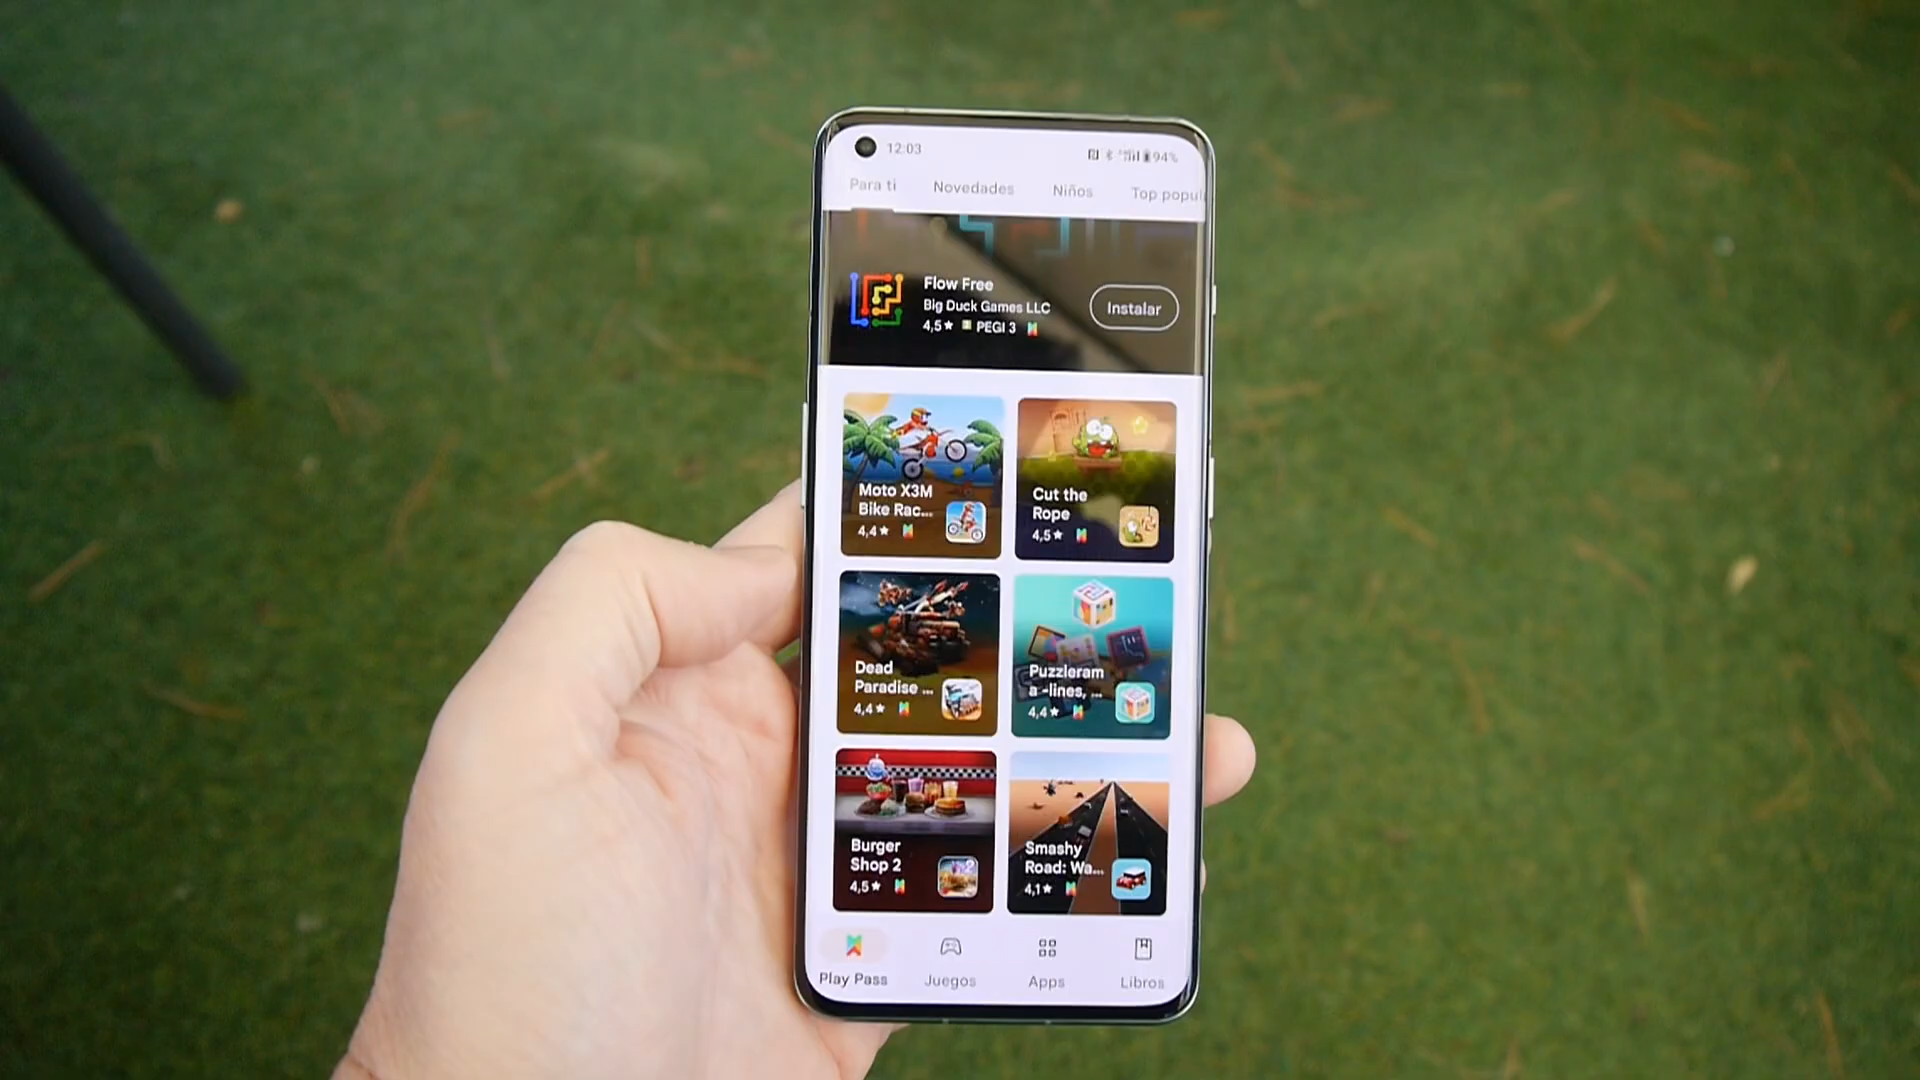 12:03 94%
Para ti Novedades Niños Top popul
Flow Free
Big Duck Games LLC
4,5★ PEGI 3
Instalar
Moto X3M
Bike Rac...
4,4★
Cut the
Rope
4,5★
Dead
Paradise ...
4,4★
Puzzleram
a -lines, ...
4,4★
Burger
Shop 2
4,5★
Smashy
Road: Wa...
4,1★
Play Pass Juegos Apps Libros